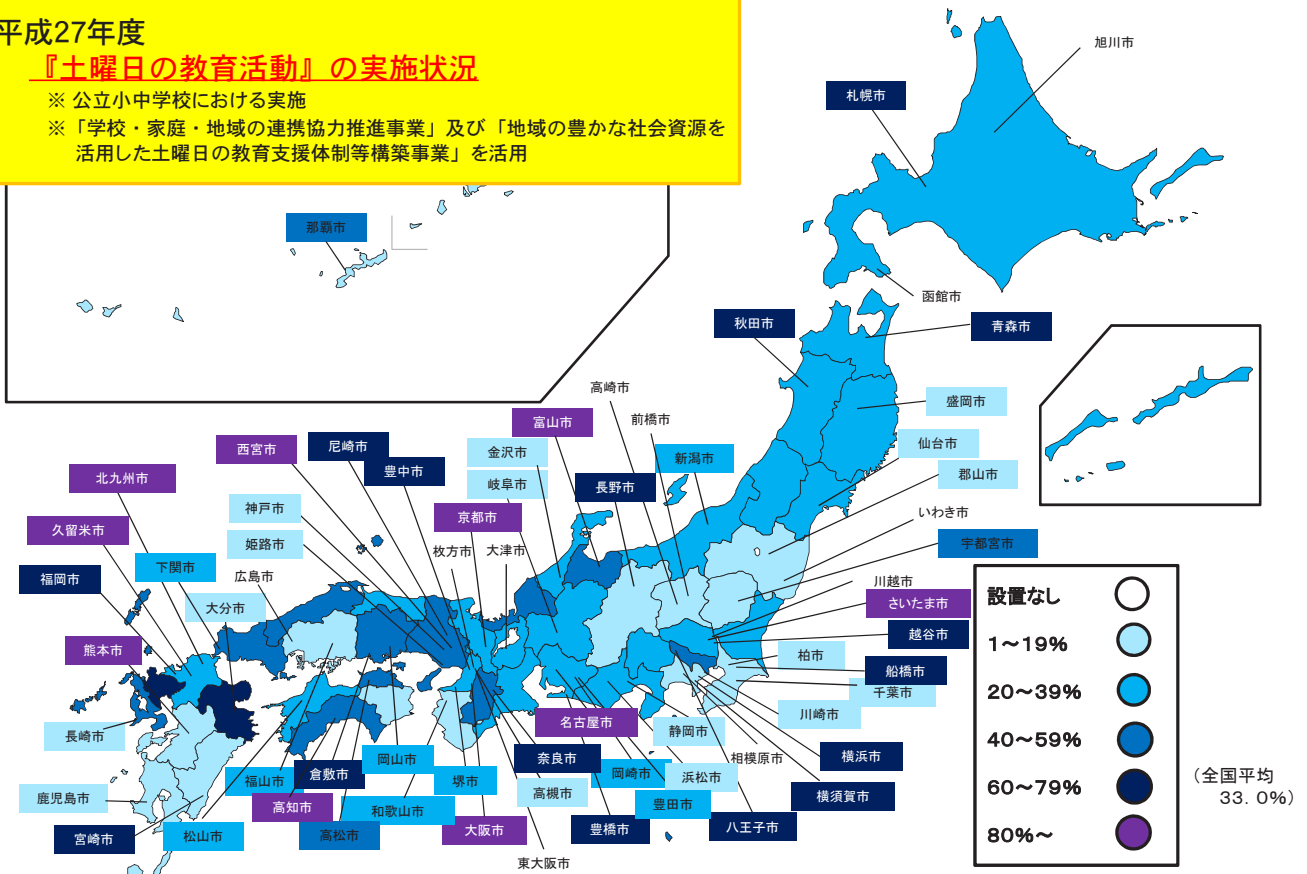 平成27年度
『土曜日の教育活動』の実施状況
※ 公立小中学校における実施
※ 「学校・家庭・地域の連携協力推進事業」及び「地域の豊かな社会資源を
活用した土曜日の教育支援体制等構築事業」を活用
旭川市
札幌市
那覇市
函館市
秋田市
青森市
高崎市
盛岡市
富山市
前橋市
西宮市
尼崎市
金沢市
新潟市
仙台市
豊中市
北九州市
岐阜市
長野市
郡山市
神戸市
京都市
いわき市
久留米市
姫路市
枚方市
大津市
宇都宮市
下関市
福岡市
広島市
川越市
設置なし
大分市
さいたま市
越谷市
1～19%
熊本市
柏市
船橋市
千葉市
20～39%
長崎市
名古屋市
静岡市
川崎市
40～59%
岡山市
奈良市
相模原市
横浜市
福山市
倉敷市
堺市
岡崎市
浜松市
60～79%
(全国平均
33.0%)
鹿児島市
高知市
和歌山市
高槻市
豊田市
横須賀市
宮崎市
松山市
高松市
大阪市
豊橋市
八王子市
80%～
東大阪市